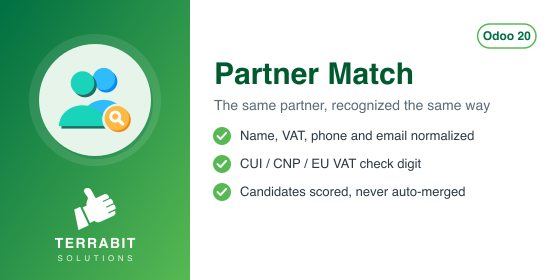 Odoo 20
Partner Match
The same partner, recognized the same way
Name, VAT, phone and email normalized
CUI / CNP / EU VAT check digit
Candidates scored, never auto-merged
TERRABIT
SOLUTIONS